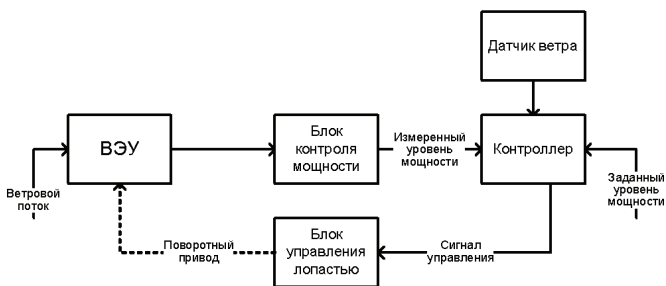 Датчик ветра
ВЭУ
Блок
контроля
мощности
Измеренный
уровень
мощности
Контроллер
Ветровой
поток
Заданный
уровень
мощности
Поворотный
привод
Блок
управления
лопастью
Сигнал
управления